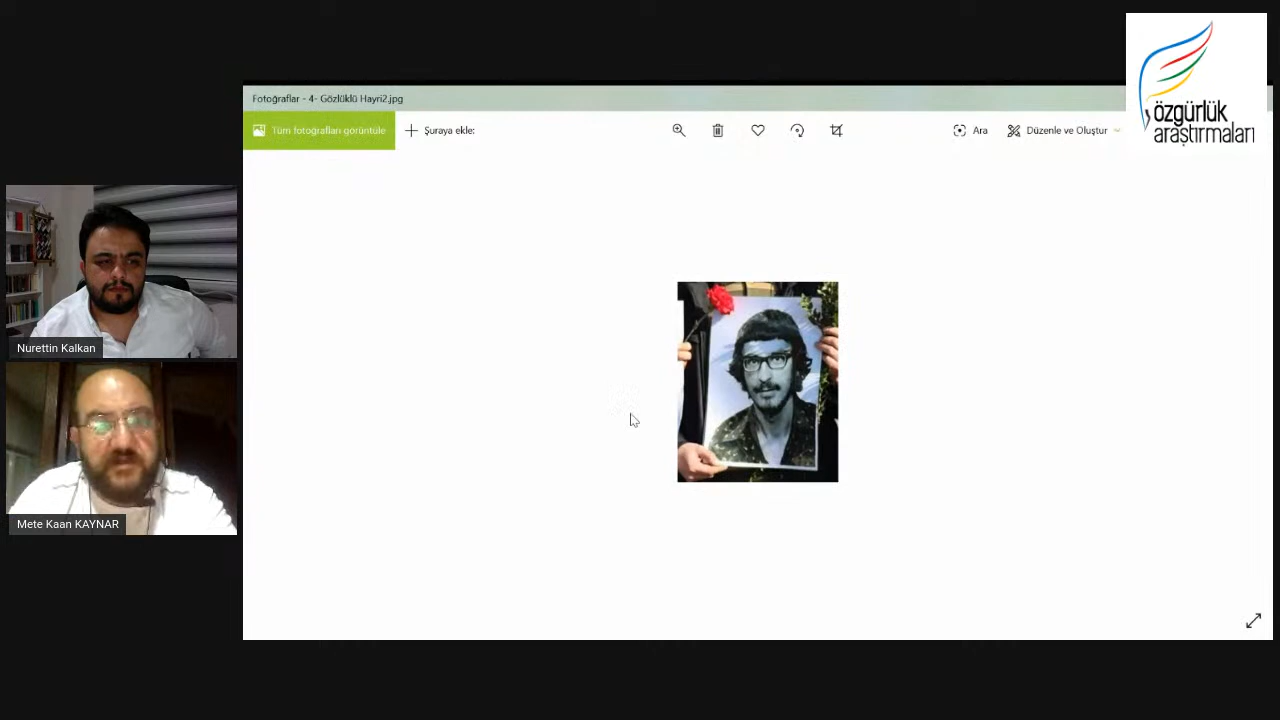 özgürlük
araştırmaları
Fotoğraflar - 4- Gözlüklü Hayri2.jpg
Tüm fotoğrafları görüntüle
Şuraya ekle:
Ara
Düzenle ve Oluştur
Nurettin Kalkan
Mete Kaan KAYNAR